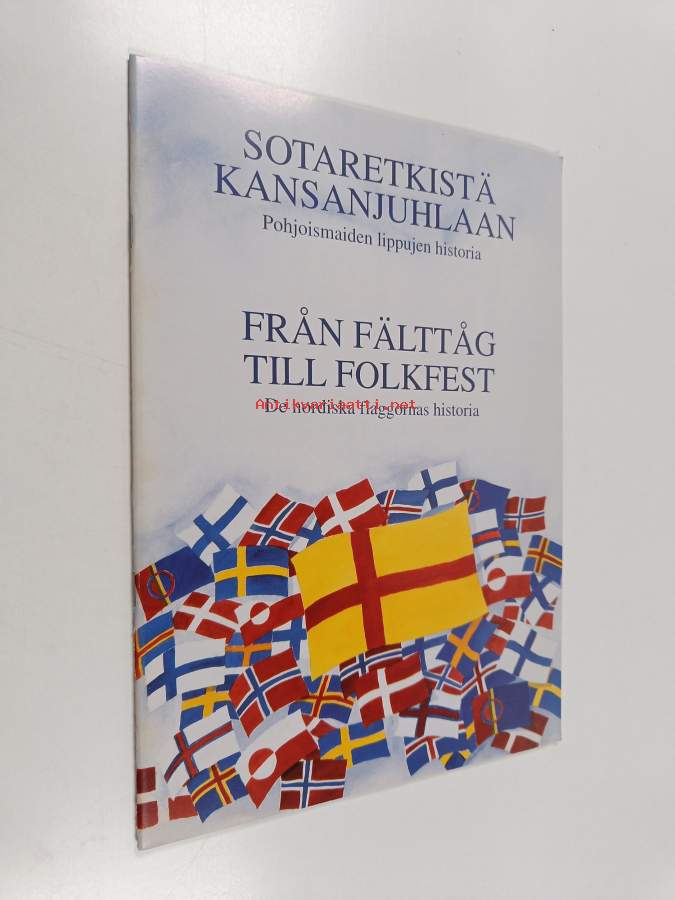 SOTARETKISTÄ
KANSANJUHLAAN
Pohjoismaiden lippujen historia
FRÅN FÄLTTÅG
TILL FOLKFEST
De nordiska flaggornas historia
Antikvariaatti.net